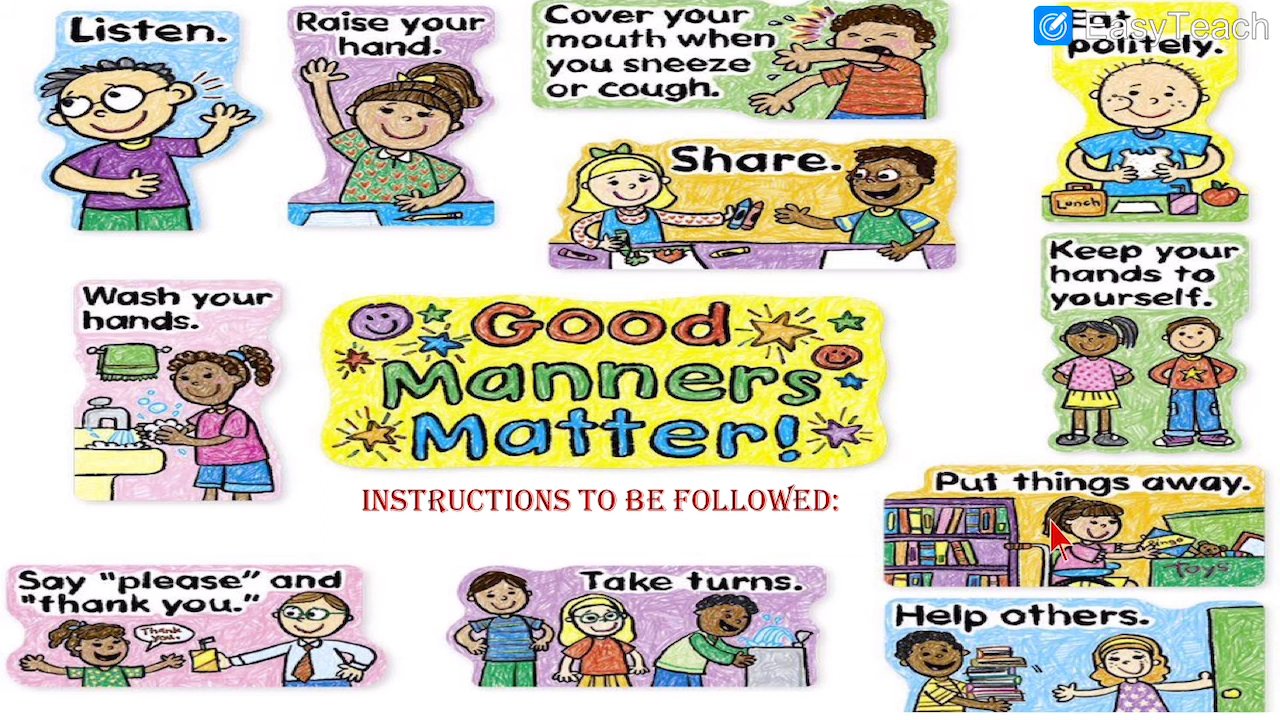 Listen.
Raise your
hand.
Cover your
mouth when
you sneeze
or cough.
EasyTeach
Eat
politely.
Share.
Lunch
Keep your
hands to
yourself.
Wash your
hands.
Good
Manners
Matter!
INSTRUCTIONS TO BE FOLLOWED:
Put things away.
Bingo
Toys
Say "please" and
"thank you."
Thank
you.
Take turns.
Help others.